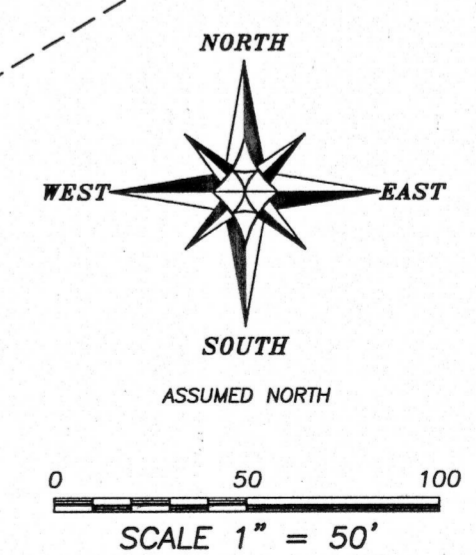 NORTH
WEST EAST
SOUTH
ASSUMED NORTH
0 50 100
SCALE 1" = 50'